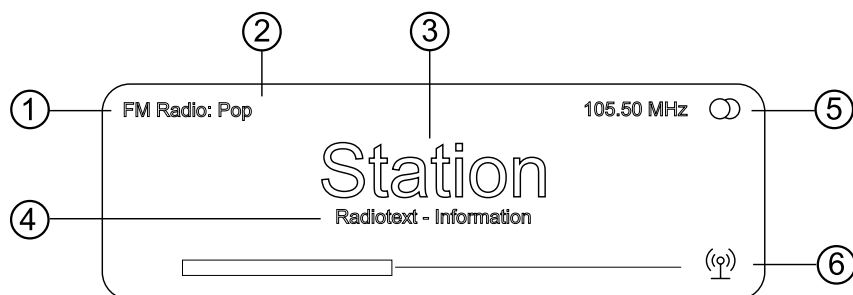 2 3
1 FM Radio: Pop 105.50 MHz 5
Station
4 Radiotext - Information
6